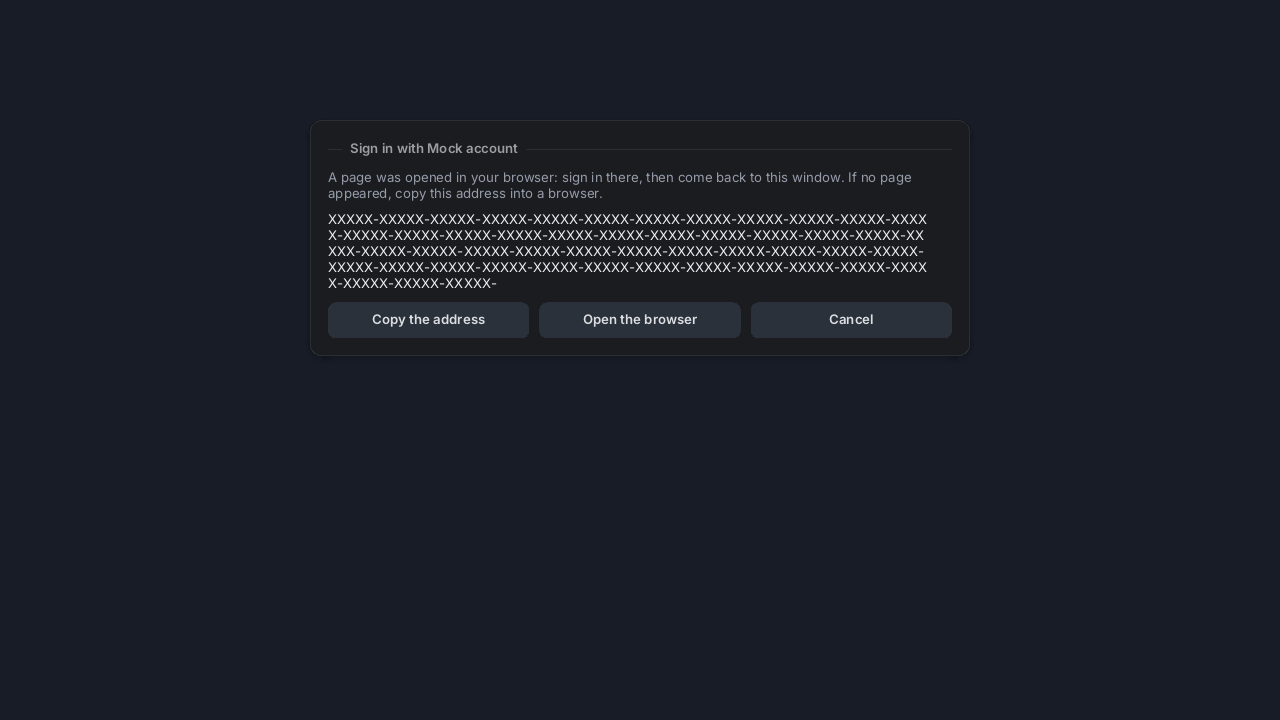 Sign in with Mock account
A page was opened in your browser: sign in there, then come back to this window. If no page
appeared, copy this address into a browser.
XXXXX-XXXXX-XXXXX-XXXXX-XXXXX-XXXXX-XXXXX-XXXXX-XXXXX-XXXXX-XXXXX-XXXX
X-XXXXX-XXXXX-XXXXX-XXXXX-XXXXX-XXXXX-XXXXX-XXXXX-XXXXX-XXXXX-XXXXX-XX
XXX-XXXXX-XXXXX-XXXXX-XXXXX-XXXXX-XXXXX-XXXXX-XXXXX-XXXXX-XXXXX-XXXXX-
XXXXX-XXXXX-XXXXX-XXXXX-XXXXX-XXXXX-XXXXX-XXXXX-XXXXX-XXXXX-XXXXX-XXXX
X-XXXXX-XXXXX-XXXXX-
Copy the address
Open the browser
Cancel